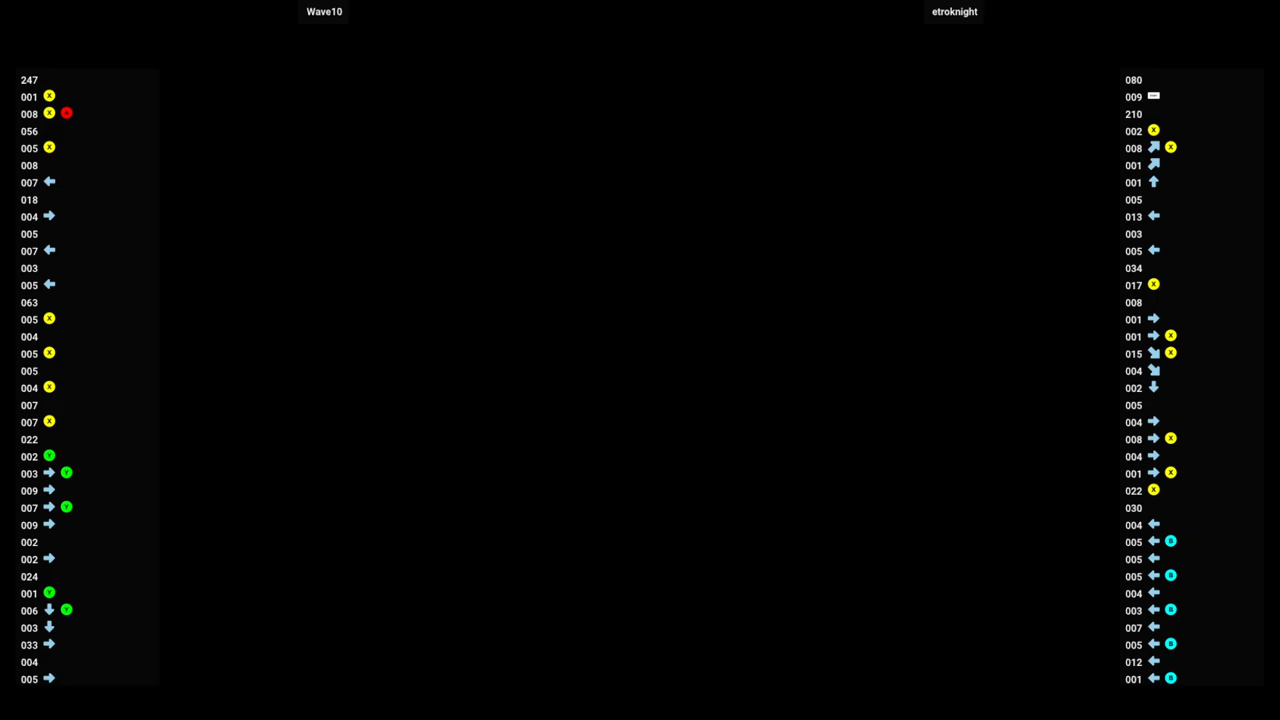 Wave10
etroknight
247
001 X
008 X
056
005 X
008
007
018
004
005
007
003
005
063
005 X
004
005 X
005
004 X
007
007 X
022
002 Y
003 Y
009
007 Y
009
002
002
024
001 Y
006 Y
003
033
004
005
080
009
210
002 X
008 X
001
001
005
013
003
005
034
017 X
008
001
001 X
015 X
004
002
005
004
008 X
004
001 X
022 X
030
004
005 B
005
005 B
004
003 B
007
005 B
012
001 B